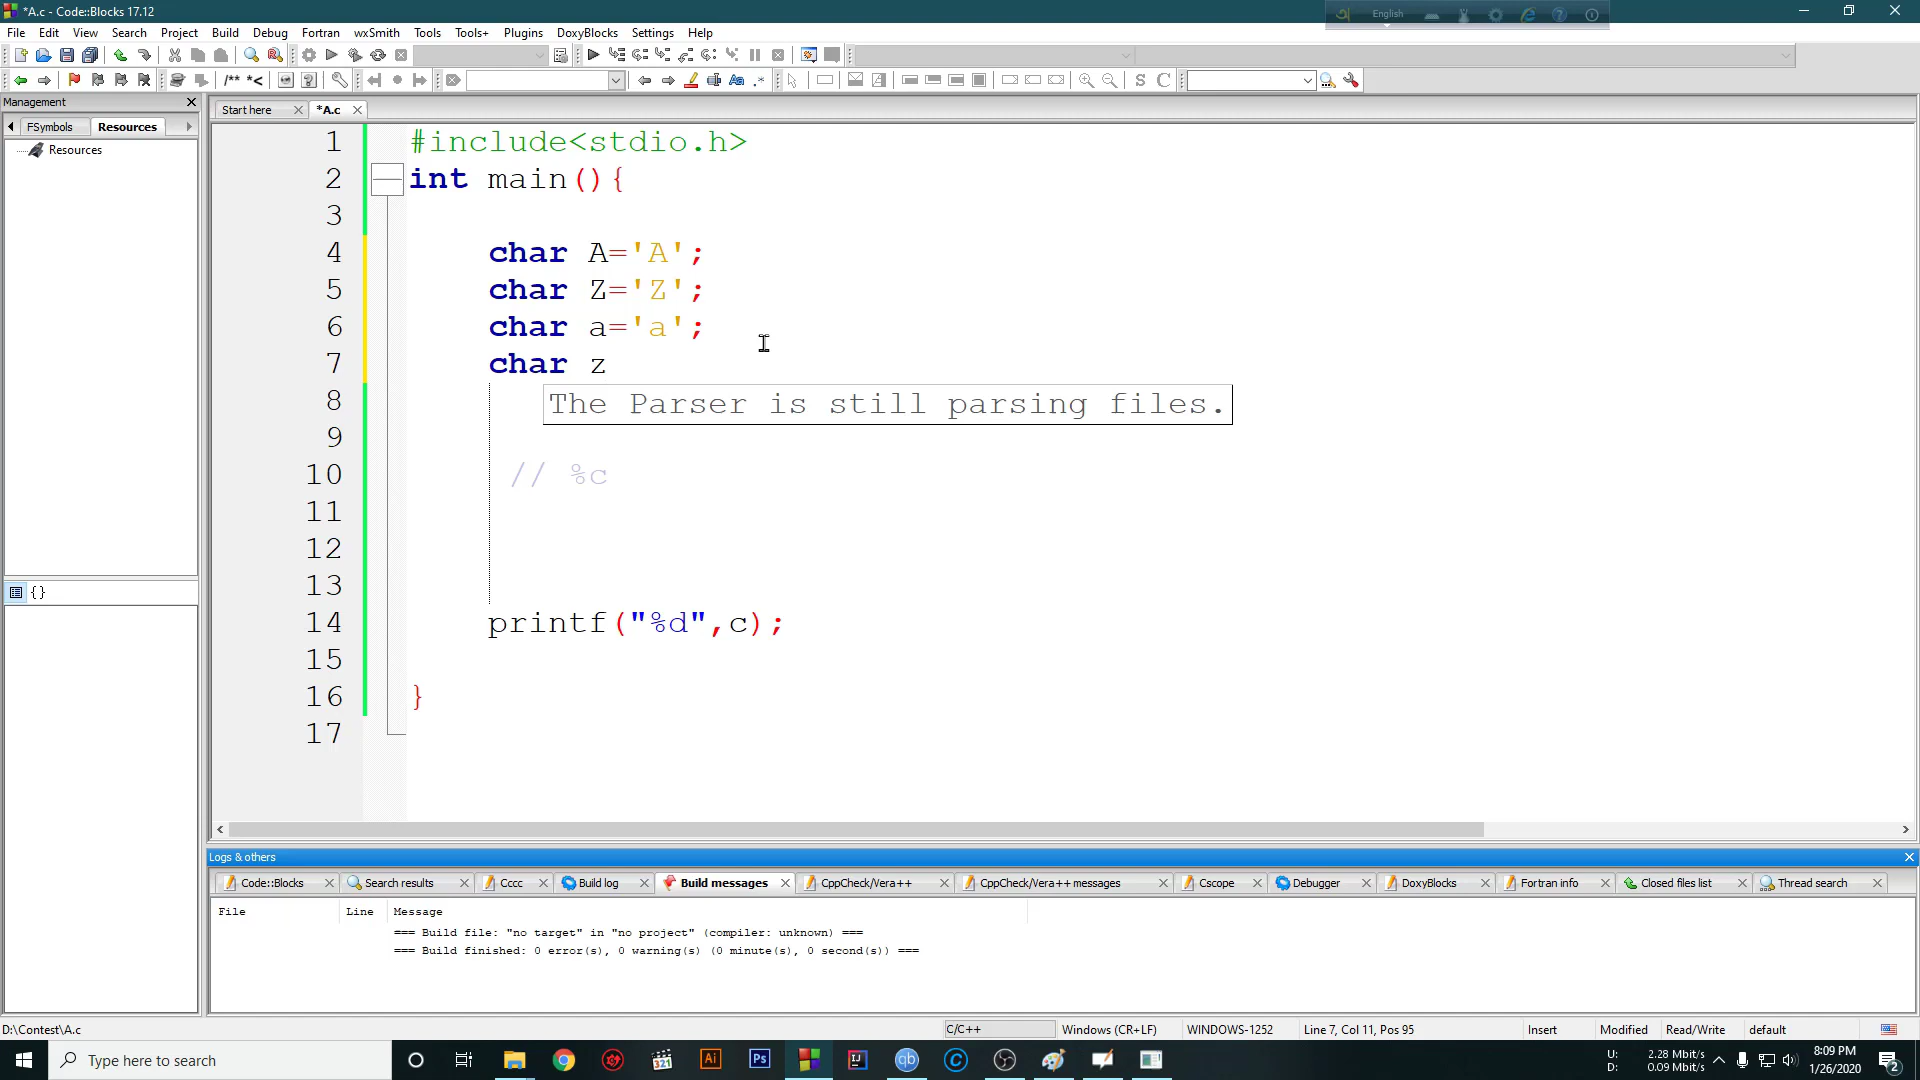 *A.c - Code::Blocks 17.12
English
File Edit View Search Project Build Debug Fortran wxSmith Tools Tools+ Plugins DoxyBlocks Settings Help
/** *<
S C
Management
Start here *A.c
FSymbols Resources
Resources
1 #include<stdio.h>
2 int main(){
3
4 char A='A';
5 char Z='Z';
6 char a='a';
7 char z
8 The Parser is still parsing files.
9
10 // %c
11
12
13
14 printf("%d",c);
15
16 }
17
{}
Logs & others
Code::Blocks Search results Cccc Build log Build messages CppCheck/Vera++ CppCheck/Vera++ messages Cscope Debugger DoxyBlocks Fortran info Closed files list Thread search
File Line Message
=== Build file: "no target" in "no project" (compiler: unknown) ===
=== Build finished: 0 error(s), 0 warning(s) (0 minute(s), 0 second(s)) ===
D:\Contest\A.c C/C++ Windows (CR+LF) WINDOWS-1252 Line 7, Col 11, Pos 95 Insert Modified Read/Write default
Type here to search
321 Ai Ps IJ qb C
U: 2.28 Mbit/s
D: 0.09 Mbit/s
8:09 PM
1/26/2020
2